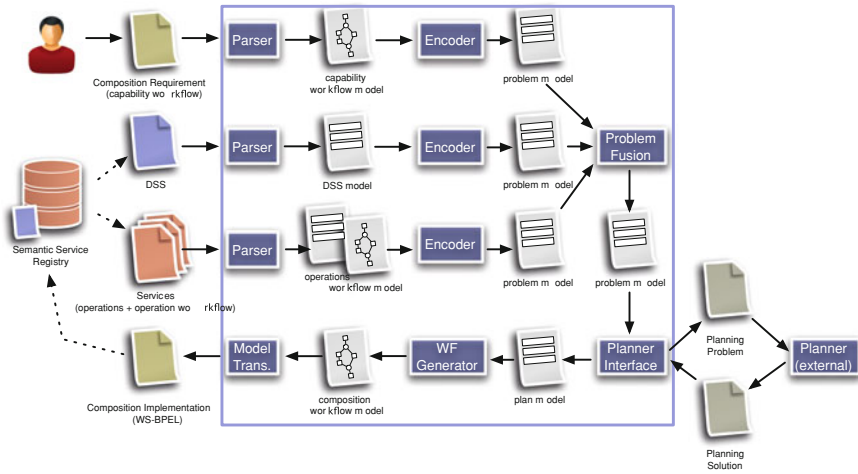 Parser
Encoder
Composition Requirement
(capability wo rkflow)
capability
wor kflow m odel
problem m odel
Parser
Encoder
Problem
Fusion
DSS
DSS model
problem m odel
Semantic Service
Registry
Parser
Encoder
operations
wor kflow m odel
problem m odel
problem m odel
Services
(operations + operation wo rkflow)
Model
Trans.
WF
Generator
Planner
Interface
Planning
Problem
Planner
(external)
Composition Implementation
(WS-BPEL)
composition
wor kflow m odel
plan m odel
Planning
Solution